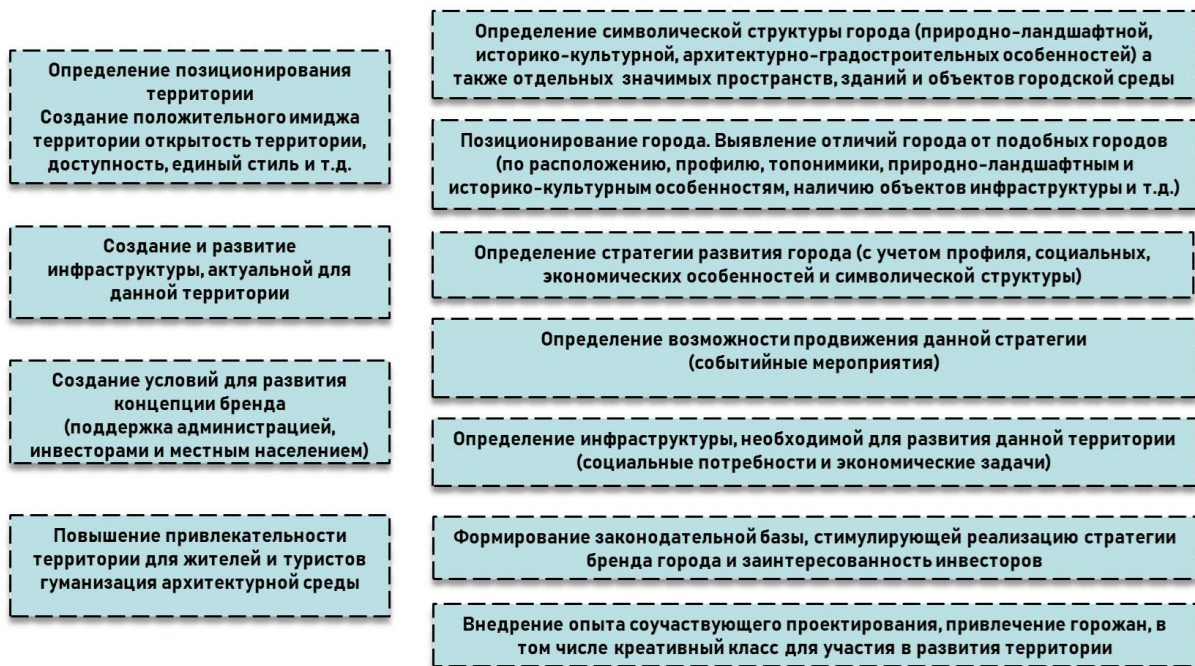 Определение позиционирования
территории
Создание положительного имиджа
территории открытость территории,
доступность, единый стиль и т.д.
Создание и развитие
инфраструктуры, актуальной для
данной территории
Создание условий для развития
концепции бренда
(поддержка администрацией,
инвесторами и местным населением)
Повышение привлекательности
территории для жителей и туристов
гуманизация архитектурной среды
Определение символической структуры города (природно-ландшафтной,
историко-культурной, архитектурно-градостроительных особенностей) а
также отдельных значимых пространств, зданий и объектов городской среды
Позиционирование города. Выявление отличий города от подобных городов
(по расположению, профилю, топонимики, природно-ландшафтным и
историко-культурным особенностям, наличию объектов инфраструктуры и т.д.)
Определение стратегии развития города (с учетом профиля, социальных,
экономических особенностей и символической структуры)
Определение возможности продвижения данной стратегии
(событийные мероприятия)
Определение инфраструктуры, необходимой для развития данной территории
(социальные потребности и экономические задачи)
Формирование законодательной базы, стимулирующей реализацию стратегии
бренда города и заинтересованность инвесторов
Внедрение опыта соучаствующего проектирования, привлечение горожан, в
том числе креативный класс для участия в развития территории